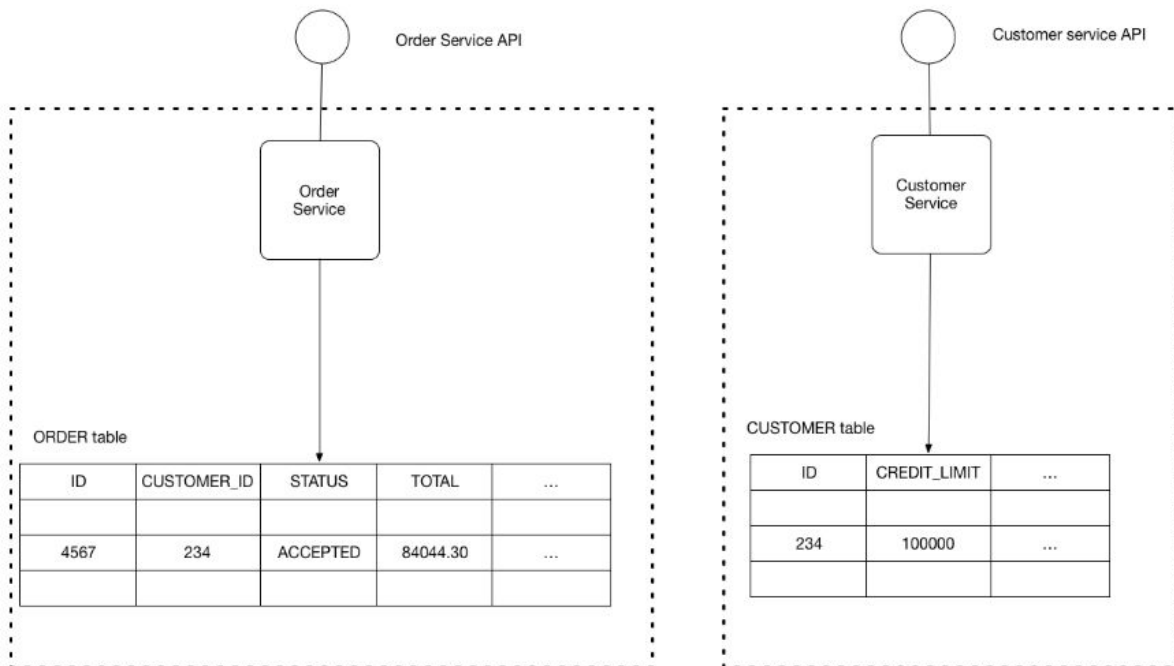 Order Service API
Customer service API
Order
Service
Customer
Service
ORDER table
ID CUSTOMER_ID STATUS TOTAL ...
4567 234 ACCEPTED 84044.30 ...
CUSTOMER table
ID CREDIT_LIMIT ...
234 100000 ...